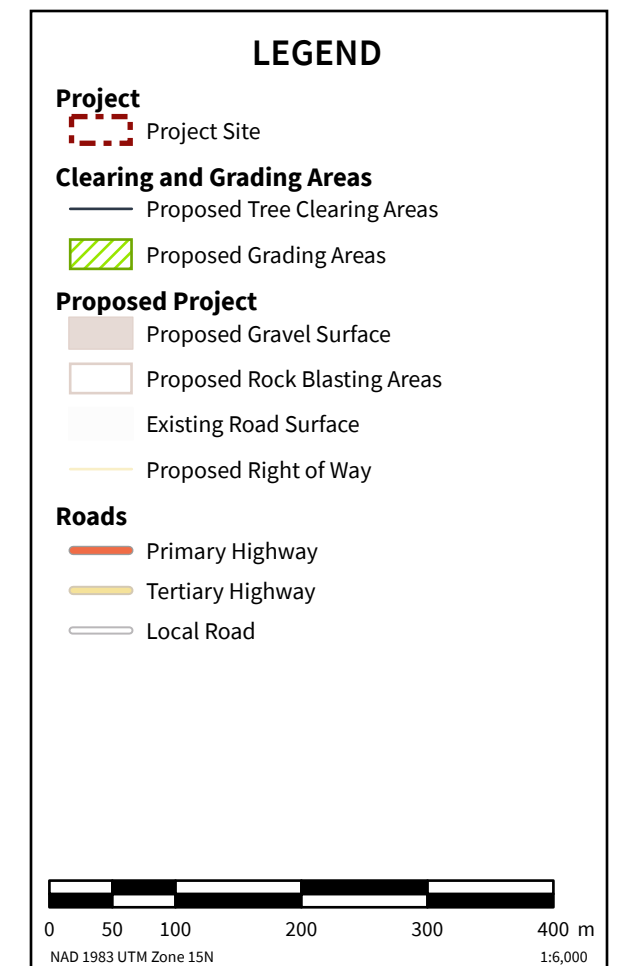 LEGEND
Project
Project Site
Clearing and Grading Areas
Proposed Tree Clearing Areas
Proposed Grading Areas
Proposed Project
Proposed Gravel Surface
Proposed Rock Blasting Areas
Existing Road Surface
Proposed Right of Way
Roads
Primary Highway
Tertiary Highway
Local Road
0 50 100 200 300 400 m
NAD 1983 UTM Zone 15N 1:6,000